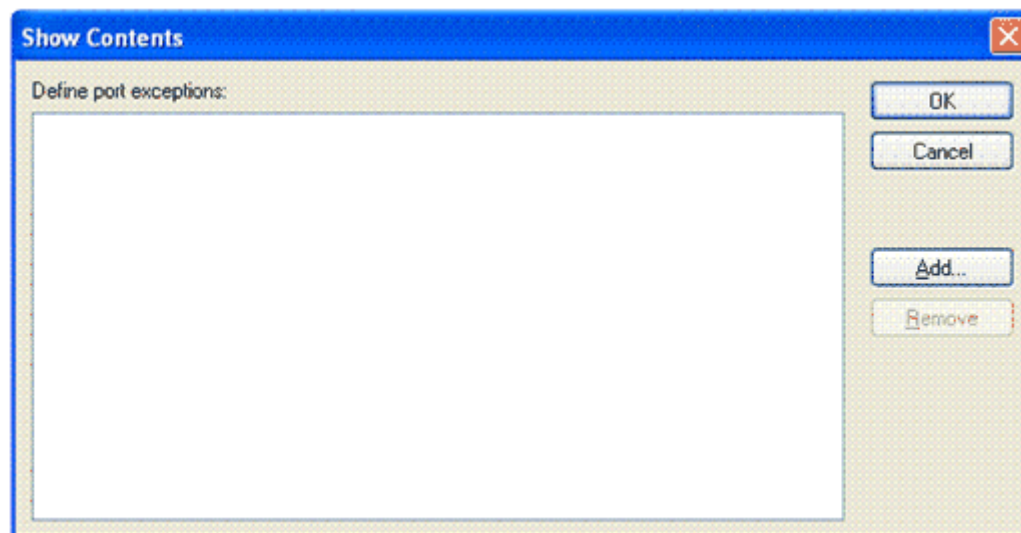 Show Contents
Define port exceptions:
OK
Cancel
Add...
Remove